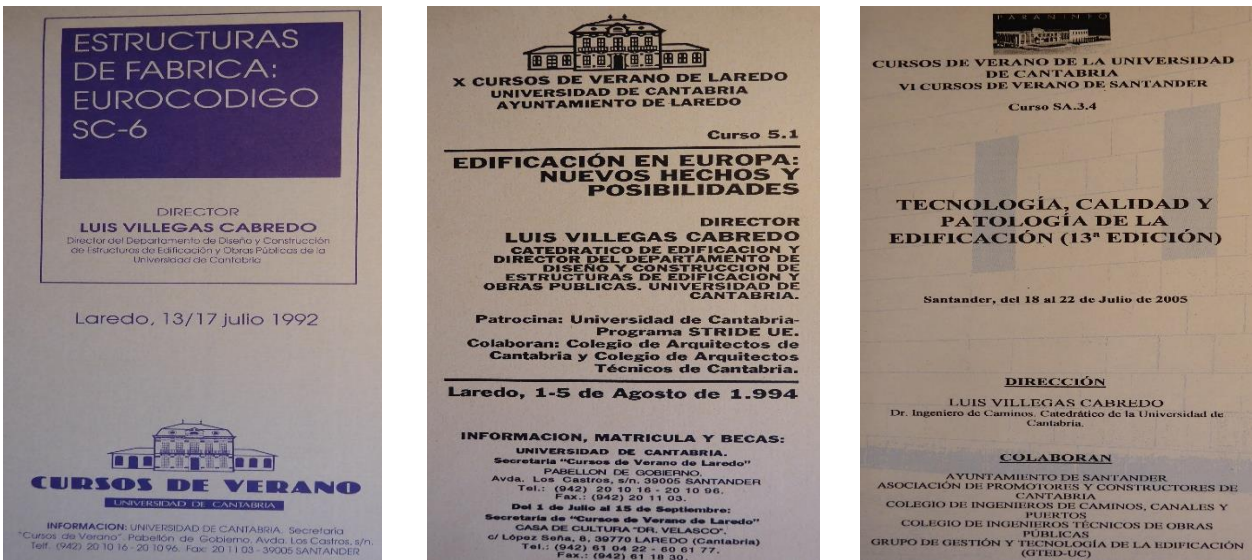 ESTRUCTURAS
DE FABRICA:
EUROCODIGO
SC-6
DIRECTOR
LUIS VILLEGAS CABREDO
Director del Departamento de Diseño y Construcción
de Estructuras de Edificación y Obras Públicas de la
Universidad de Cantabria
Laredo, 13/17 julio 1992
CURSOS DE VERANO
UNIVERSIDAD DE CANTABRIA
INFORMACION: UNIVERSIDAD DE CANTABRIA. Secretaría
"Cursos de Verano". Pabellón de Gobierno. Avda. Los Castros, s/n.
Telf. (942) 20 10 16 - 20 10 96. Fax: 20 11 03 - 39005 SANTANDER
X CURSOS DE VERANO DE LAREDO
UNIVERSIDAD DE CANTABRIA
AYUNTAMIENTO DE LAREDO
Curso 5.1
EDIFICACIÓN EN EUROPA:
NUEVOS HECHOS Y
POSIBILIDADES
DIRECTOR
LUIS VILLEGAS CABREDO
CATEDRATICO DE EDIFICACION Y
DIRECTOR DEL DEPARTAMENTO DE
DISEÑO Y CONSTRUCCION DE
ESTRUCTURAS DE EDIFICACION Y
OBRAS PUBLICAS. UNIVERSIDAD DE
CANTABRIA.
Patrocina: Universidad de Cantabria-
Programa STRIDE UE.
Colaboran: Colegio de Arquitectos de
Cantabria y Colegio de Arquitectos
Técnicos de Cantabria.
Laredo, 1-5 de Agosto de 1.994
INFORMACION, MATRICULA Y BECAS:
UNIVERSIDAD DE CANTABRIA.
Secretaría "Cursos de Verano de Laredo"
PABELLON DE GOBIERNO.
Avda. Los Castros, s/n. 39005 SANTANDER
Tel.: (942) 20 10 16 - 20 10 96.
Fax.: (942) 20 11 03.
Del 1 de Julio al 15 de Septiembre:
Secretaría de "Cursos de Verano de Laredo"
CASA DE CULTURA "DR. VELASCO".
c/ López Seña, 8, 39770 LAREDO (Cantabria)
Tel.: (942) 61 04 22 - 60 61 77.
Fax.: (942) 61 18 30.
PARANINFO
CURSOS DE VERANO DE LA UNIVERSIDAD
DE CANTABRIA
VI CURSOS DE VERANO DE SANTANDER
Curso SA.3.4
TECNOLOGÍA, CALIDAD Y
PATOLOGÍA DE LA
EDIFICACIÓN (13ª EDICIÓN)
Santander, del 18 al 22 de Julio de 2005
DIRECCIÓN
LUIS VILLEGAS CABREDO
Dr. Ingeniero de Caminos. Catedrático de la Universidad de
Cantabria.
COLABORAN
AYUNTAMIENTO DE SANTANDER
ASOCIACIÓN DE PROMOTORES Y CONSTRUCTORES DE
CANTABRIA
COLEGIO DE INGENIEROS DE CAMINOS, CANALES Y
PUERTOS
COLEGIO DE INGENIEROS TÉCNICOS DE OBRAS
PÚBLICAS
GRUPO DE GESTIÓN Y TECNOLOGÍA DE LA EDIFICACIÓN
(GTED-UC)